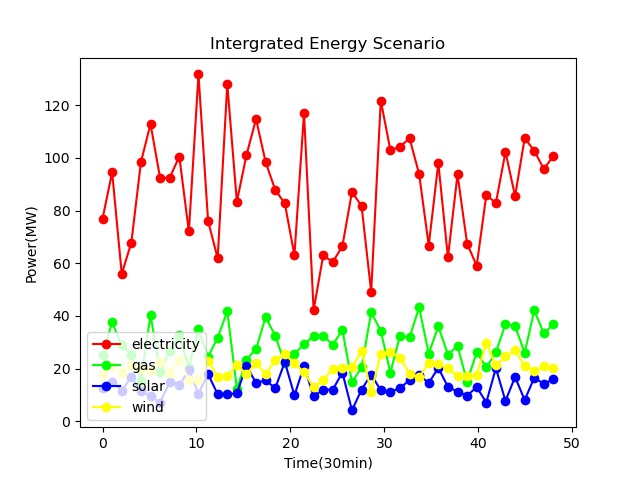 Intergrated Energy Scenario
Power(MW)
120
100
80
60
40
20
0
electricity
gas
solar
wind
0 10 20 30 40 50
Time(30min)